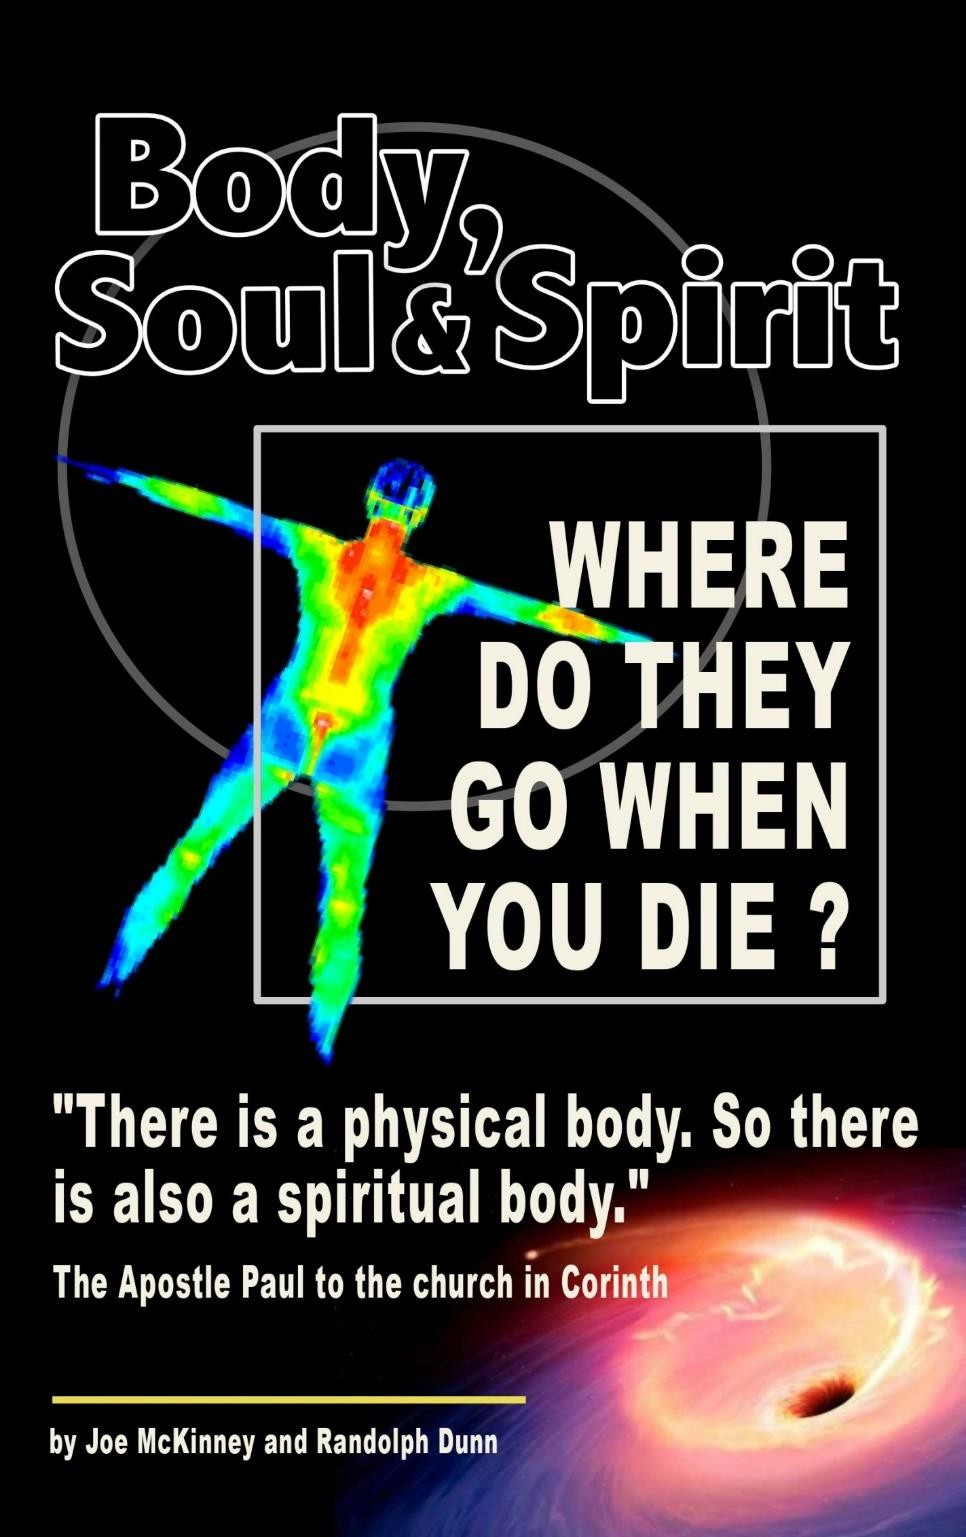 Body,
Soul & Spirit
WHERE
DO THEY
GO WHEN
YOU DIE ?
"There is a physical body. So there
is also a spiritual body."
The Apostle Paul to the church in Corinth
by Joe McKinney and Randolph Dunn